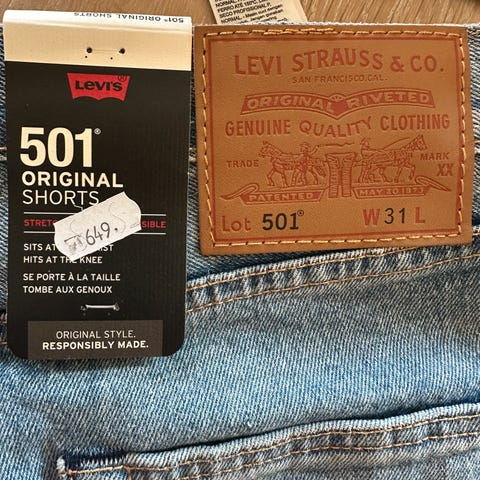 501® ORIGINAL SHORTS
LEVI'S®
501®
ORIGINAL
SHORTS
649.
SITS AT
HITS AT THE KNEE
SE PORTE À LA TAILLE
TOMBE AUX GENOUX
ORIGINAL STYLE.
RESPONSIBLY MADE.
LEVI STRAUSS & CO.
SAN FRANCISCO, CAL.
ORIGINAL RIVETED
GENUINE QUALITY CLOTHING
TRADE MARK
XX
PATENTED MAY 20 1873
Lot 501® W 31 L